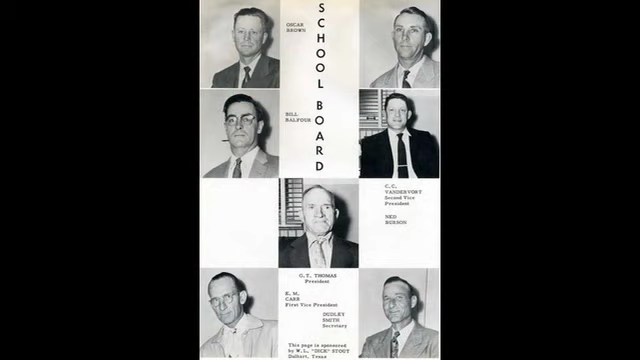 SCHOOL BOARD
OSCAR
BROWN
BILL
BALFOUR
C.C.
VANDERVORT
Second Vice
President
NED
BURSON
G.T. THOMAS
President
E. M.
CARR
First Vice President
DUDLEY
SMITH
Secretary
This page is sponsored
by W.L. "DICK" STOUT
Dalhart, Texas